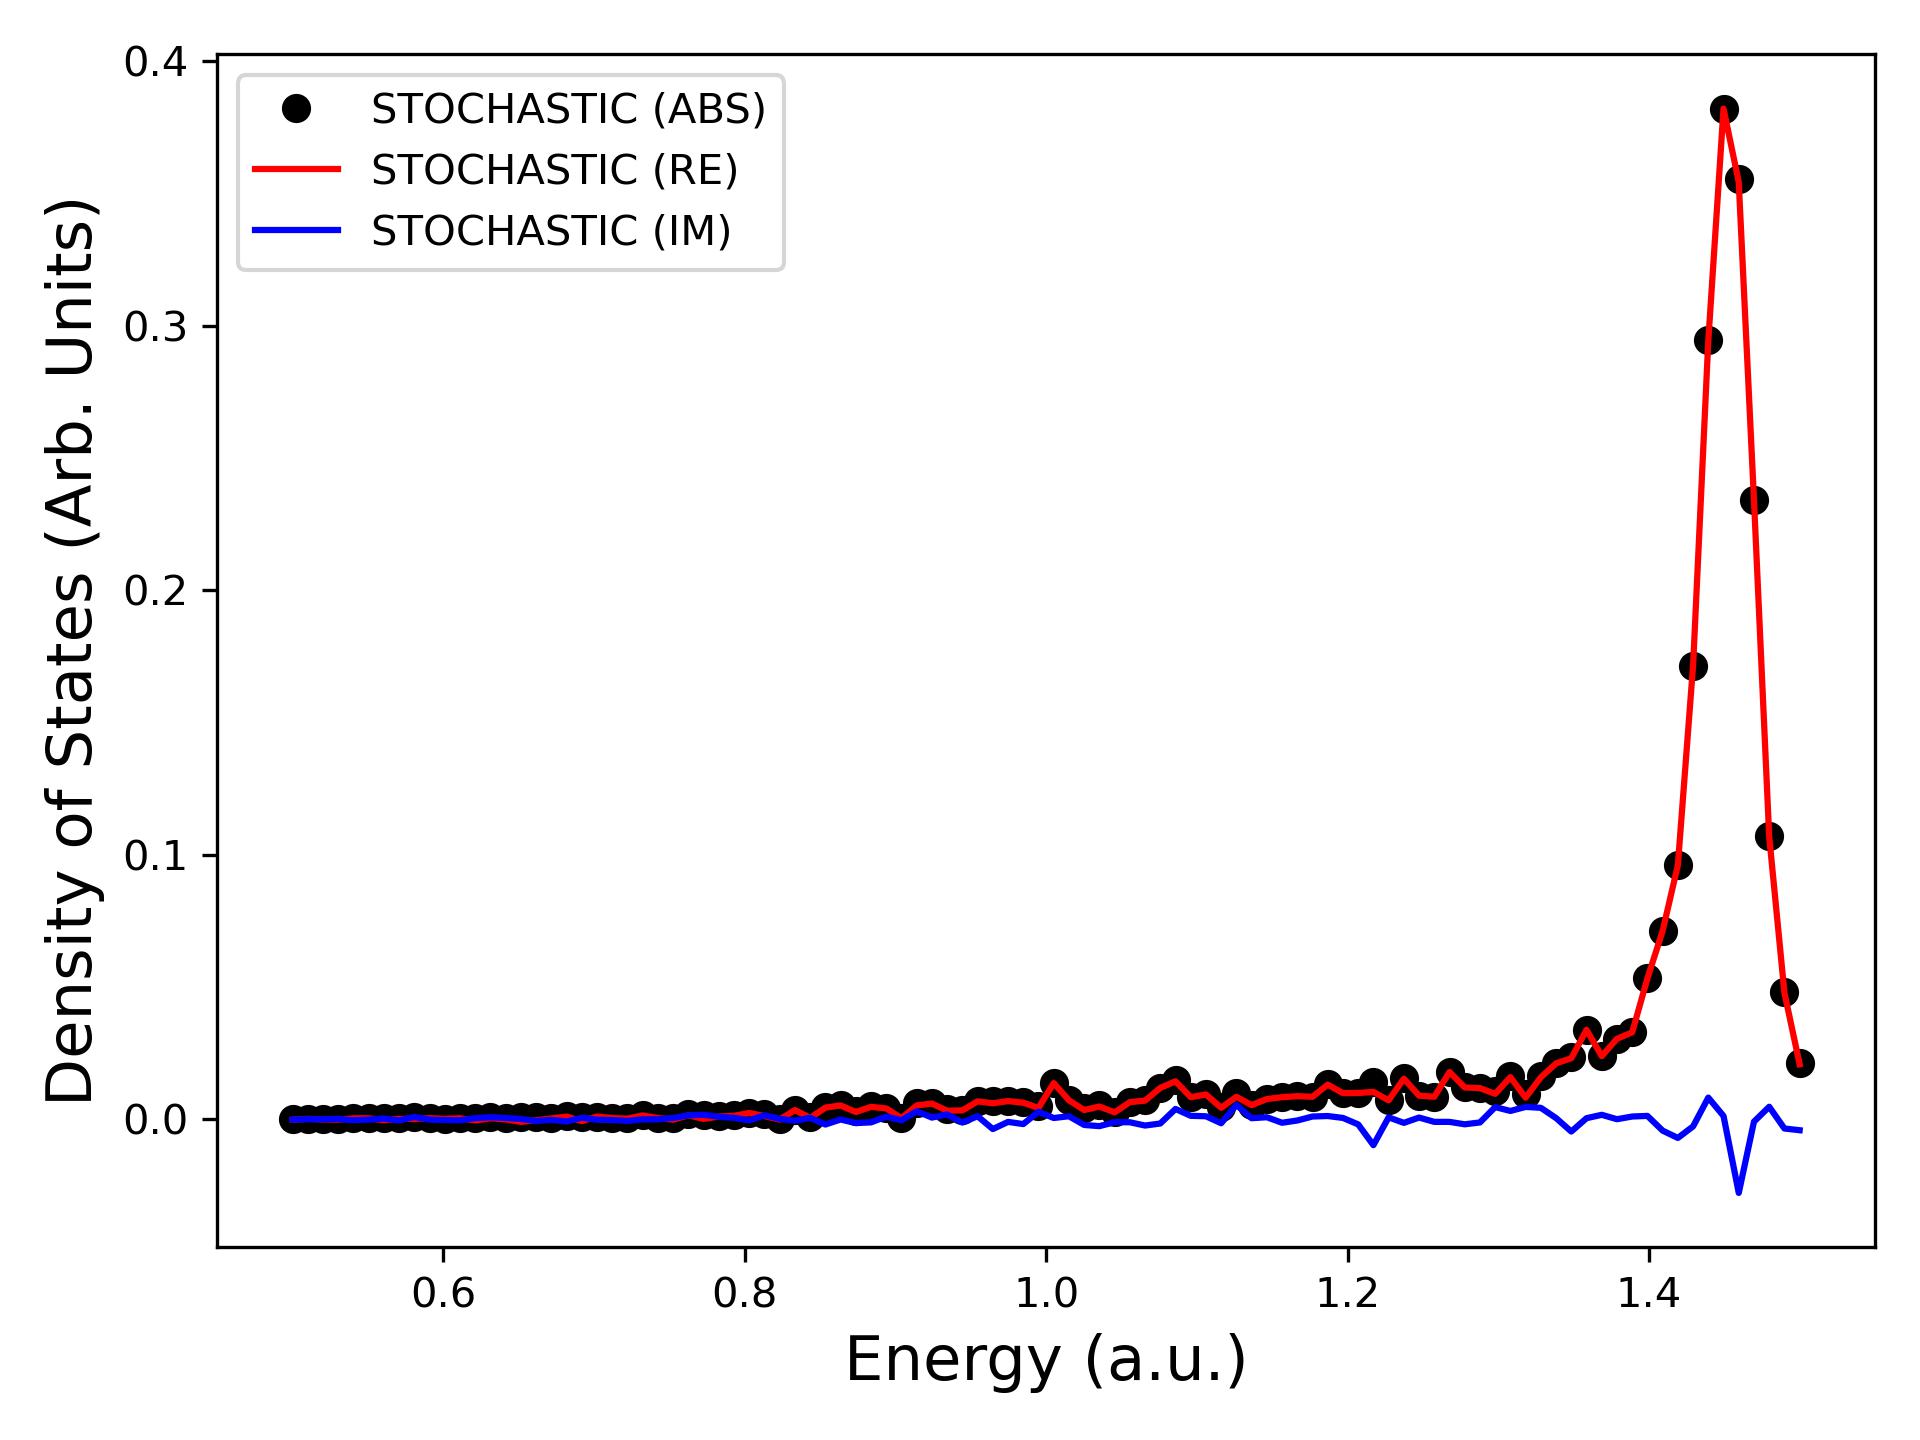 Density of States (Arb. Units)
0.4
0.3
0.2
0.1
0.0
STOCHASTIC (ABS)
STOCHASTIC (RE)
STOCHASTIC (IM)
0.6 0.8 1.0 1.2 1.4
Energy (a.u.)